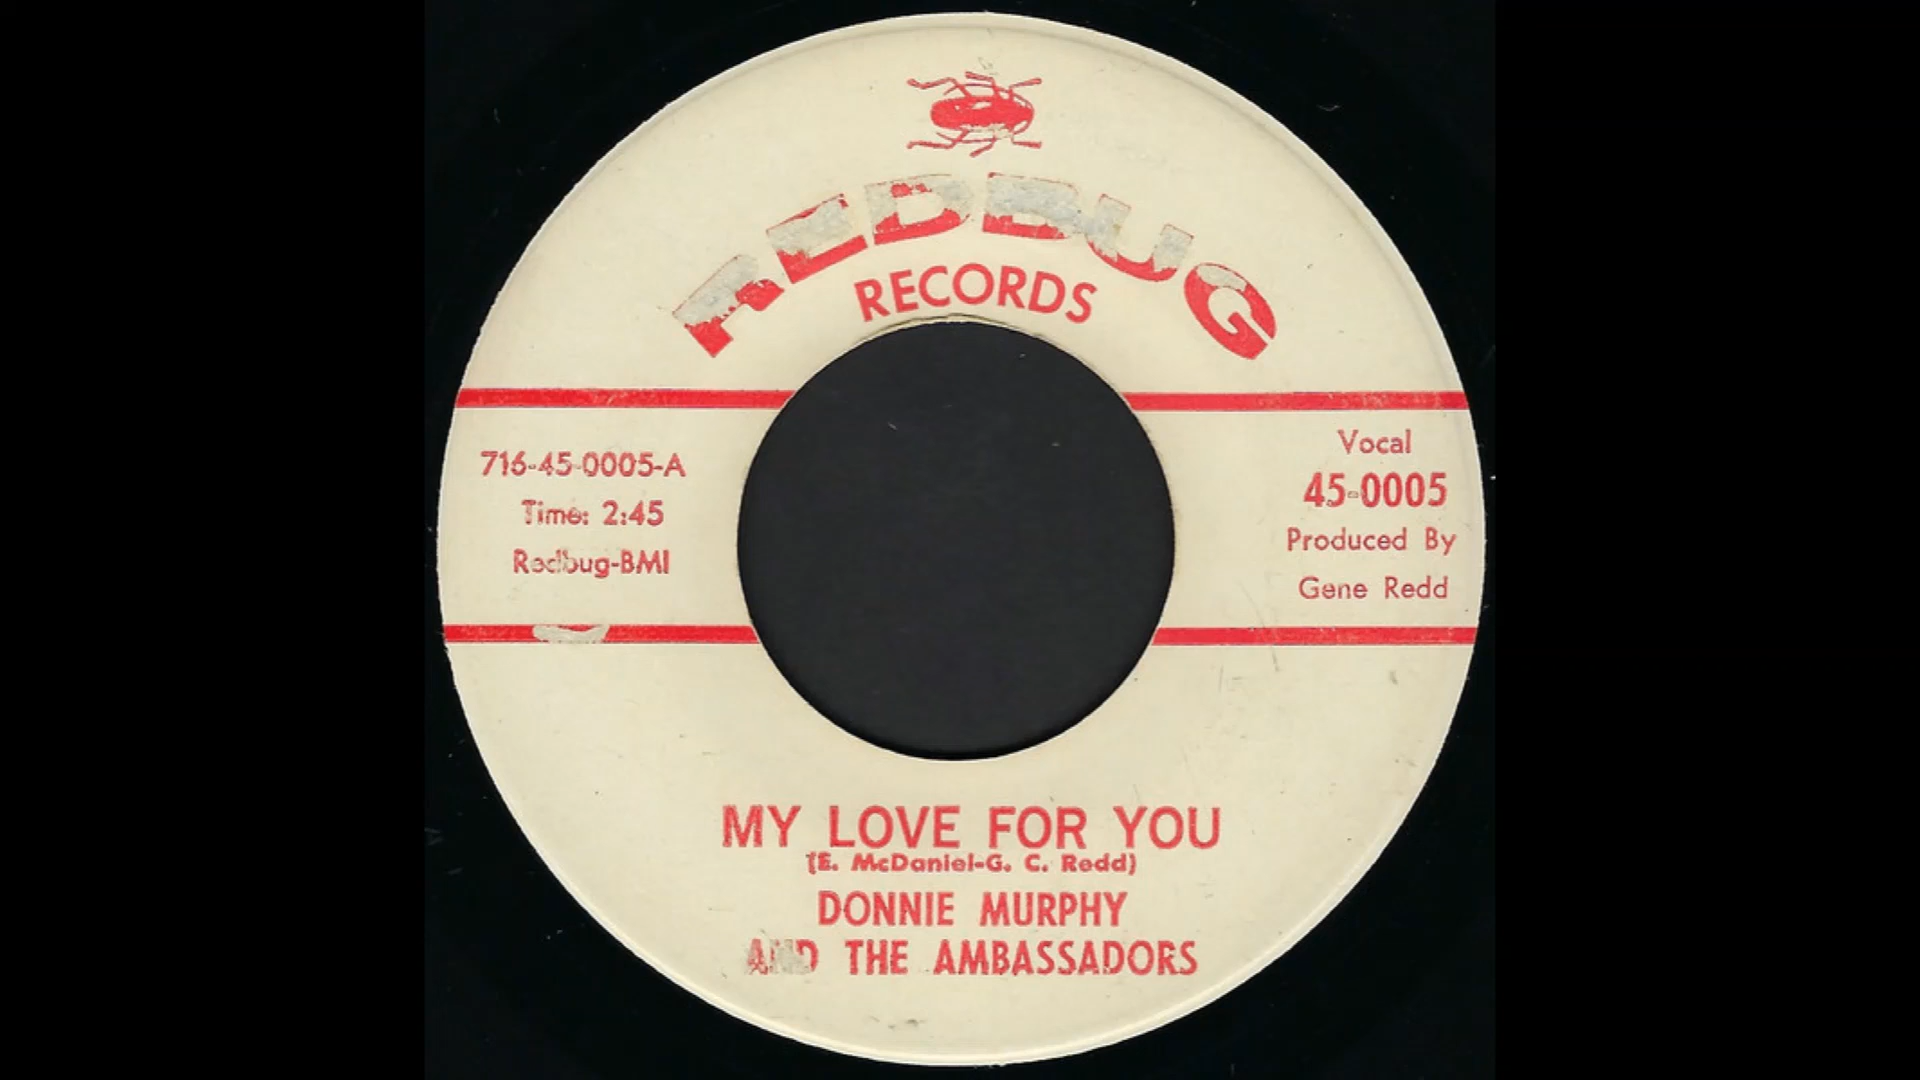 REDBUG
RECORDS
716-45-0005-A
Time: 2:45
Redbug-BMI
Vocal
45-0005
Produced By
Gene Redd
MY LOVE FOR YOU
(E. McDaniel-G. C. Redd)
DONNIE MURPHY
AND THE AMBASSADORS